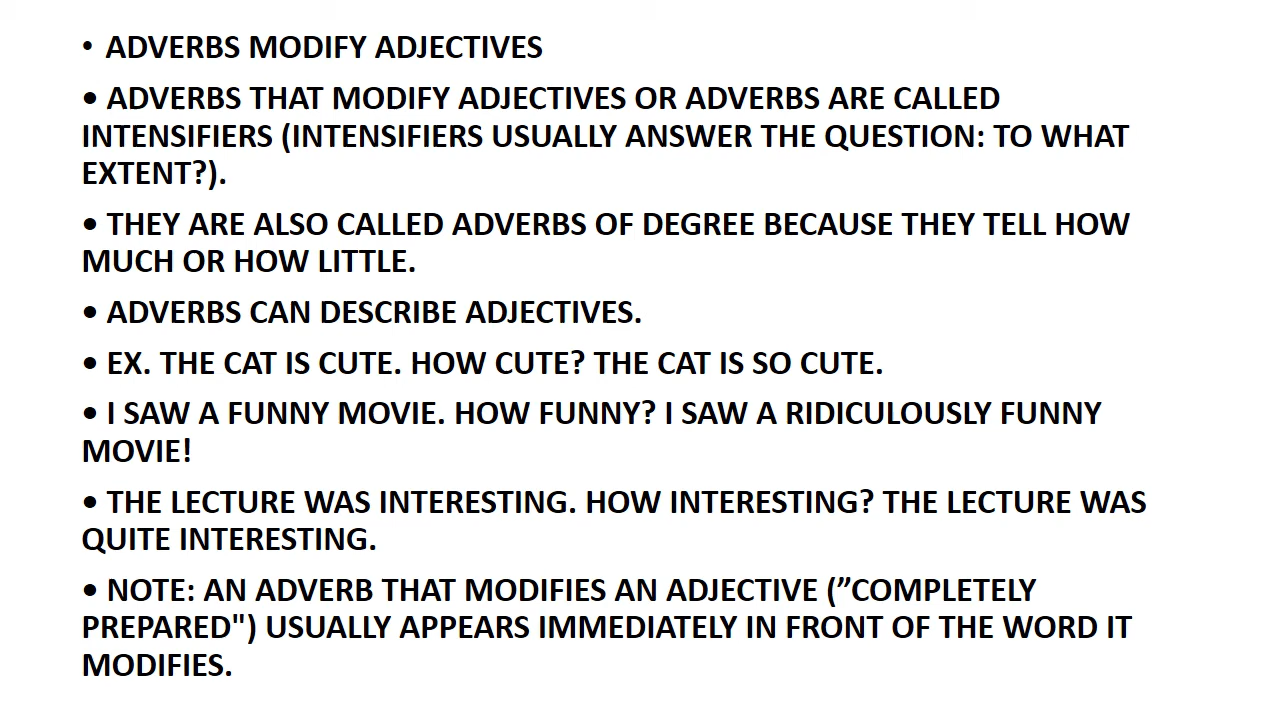 • ADVERBS MODIFY ADJECTIVES
• ADVERBS THAT MODIFY ADJECTIVES OR ADVERBS ARE CALLED
INTENSIFIERS (INTENSIFIERS USUALLY ANSWER THE QUESTION: TO WHAT
EXTENT?).
• THEY ARE ALSO CALLED ADVERBS OF DEGREE BECAUSE THEY TELL HOW
MUCH OR HOW LITTLE.
• ADVERBS CAN DESCRIBE ADJECTIVES.
• EX. THE CAT IS CUTE. HOW CUTE? THE CAT IS SO CUTE.
• I SAW A FUNNY MOVIE. HOW FUNNY? I SAW A RIDICULOUSLY FUNNY
MOVIE!
• THE LECTURE WAS INTERESTING. HOW INTERESTING? THE LECTURE WAS
QUITE INTERESTING.
• NOTE: AN ADVERB THAT MODIFIES AN ADJECTIVE (”COMPLETELY
PREPARED") USUALLY APPEARS IMMEDIATELY IN FRONT OF THE WORD IT
MODIFIES.